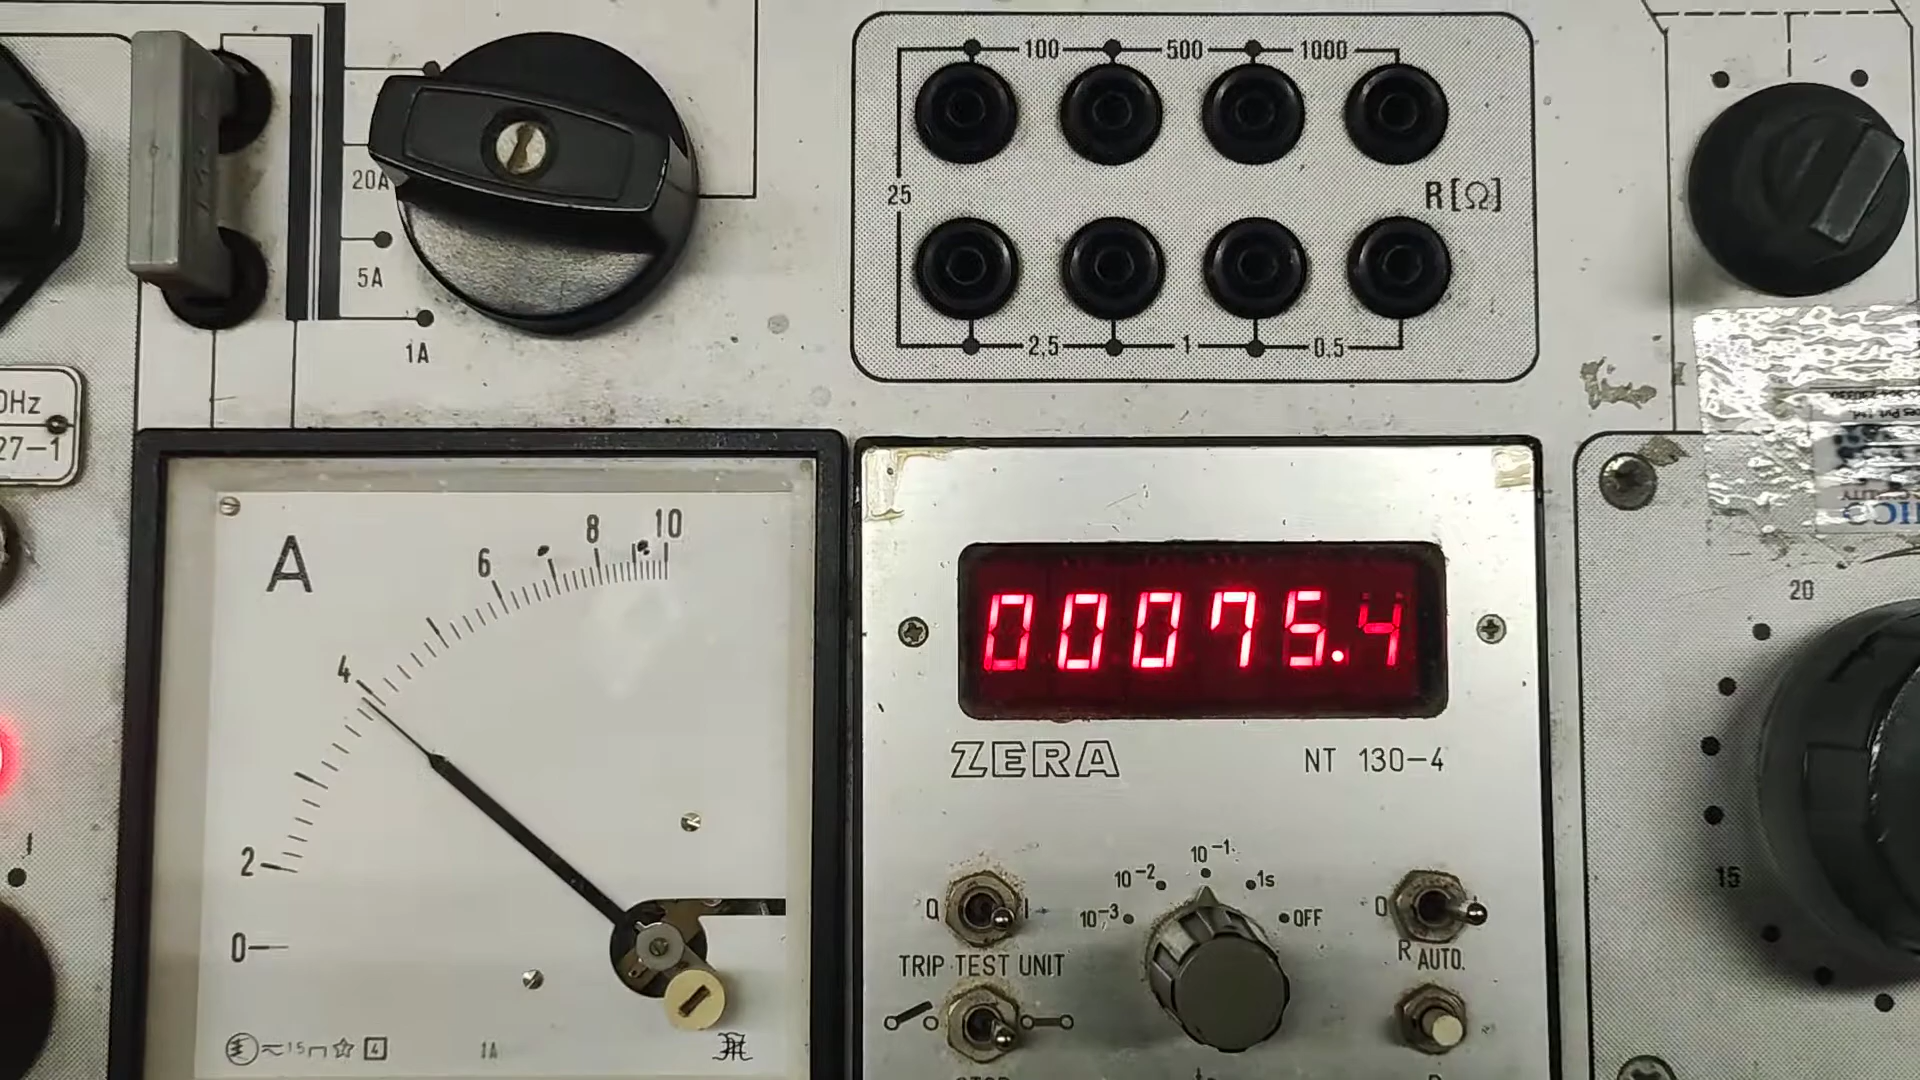 100 500 1000
25
R[Ω]
2,5 1 0.5
20A
5A
1A
0Hz
27-1
A
0 2 4 6 8 10
1A
00075.4
ZERA NT 130-4
10⁻³ 10⁻² 10⁻¹ 1s OFF
0 I
TRIP TEST UNIT
0
R AUTO.
20
15